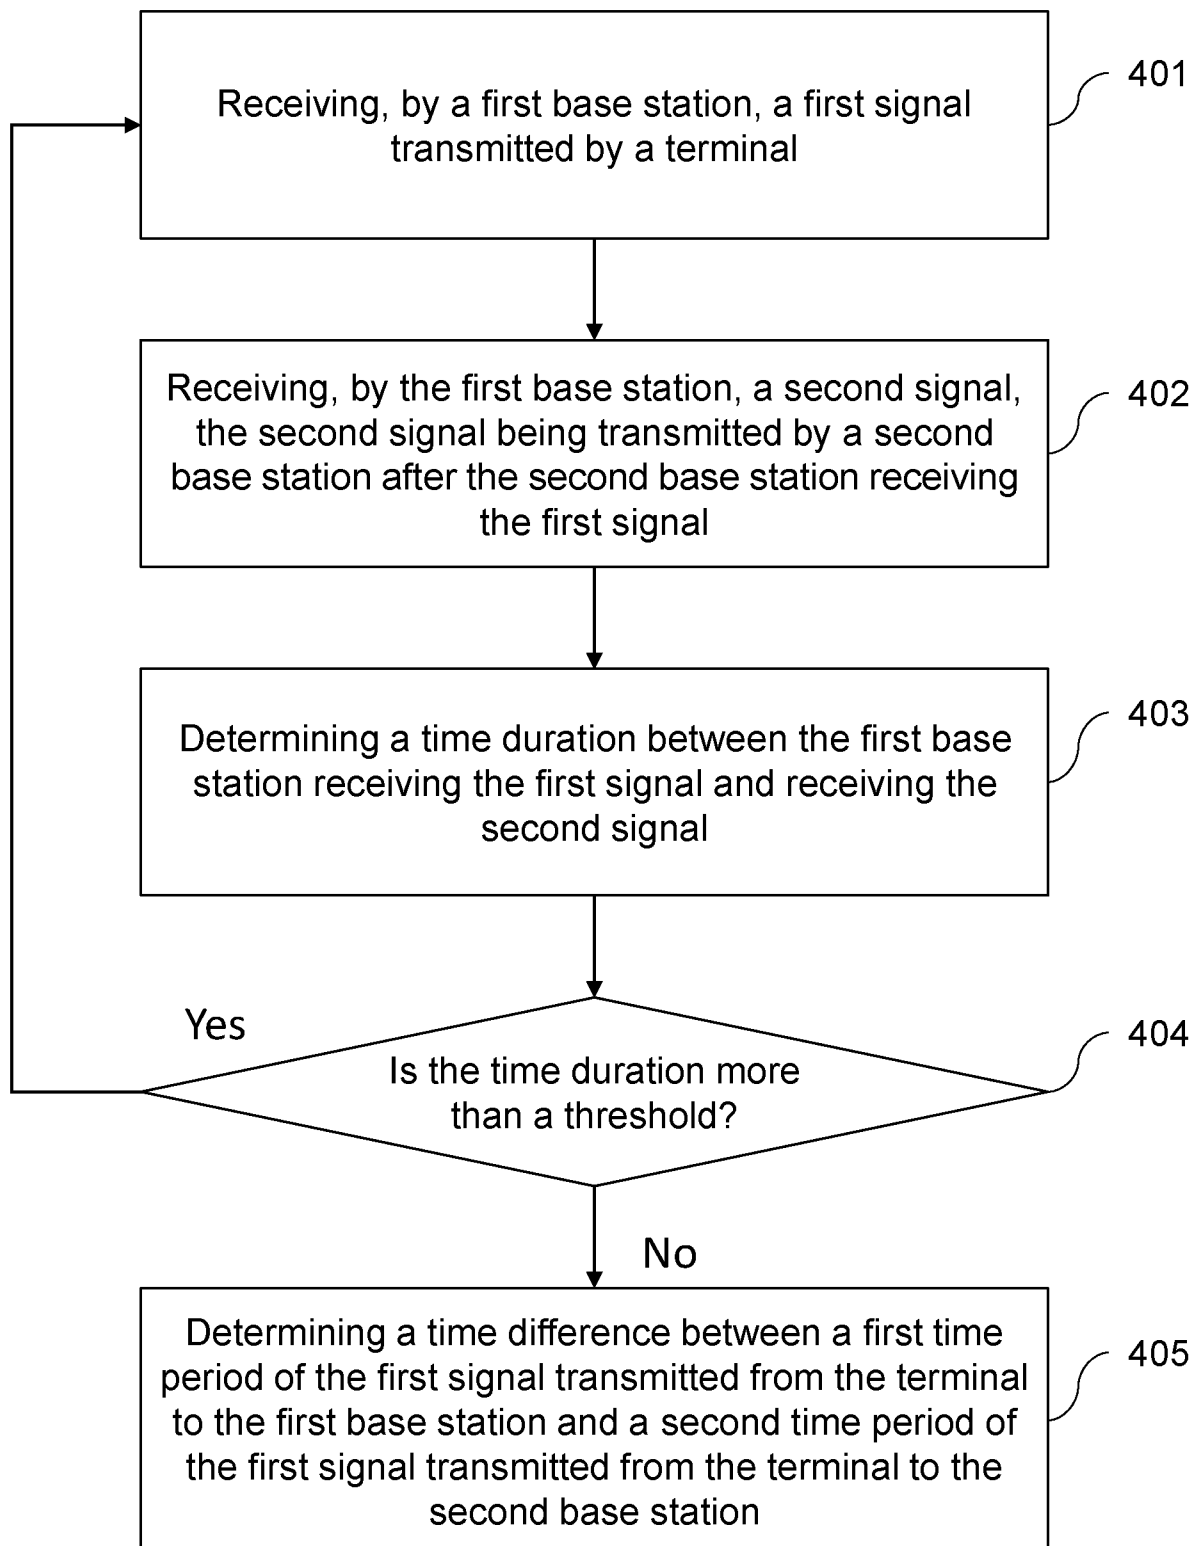 Receiving, by a first base station, a first signal
transmitted by a terminal
401
Receiving, by the first base station, a second signal,
the second signal being transmitted by a second
base station after the second base station receiving
the first signal
402
Determining a time duration between the first base
station receiving the first signal and receiving the
second signal
403
Yes
Is the time duration more
than a threshold?
404
No
Determining a time difference between a first time
period of the first signal transmitted from the terminal
to the first base station and a second time period of
the first signal transmitted from the terminal to the
second base station
405